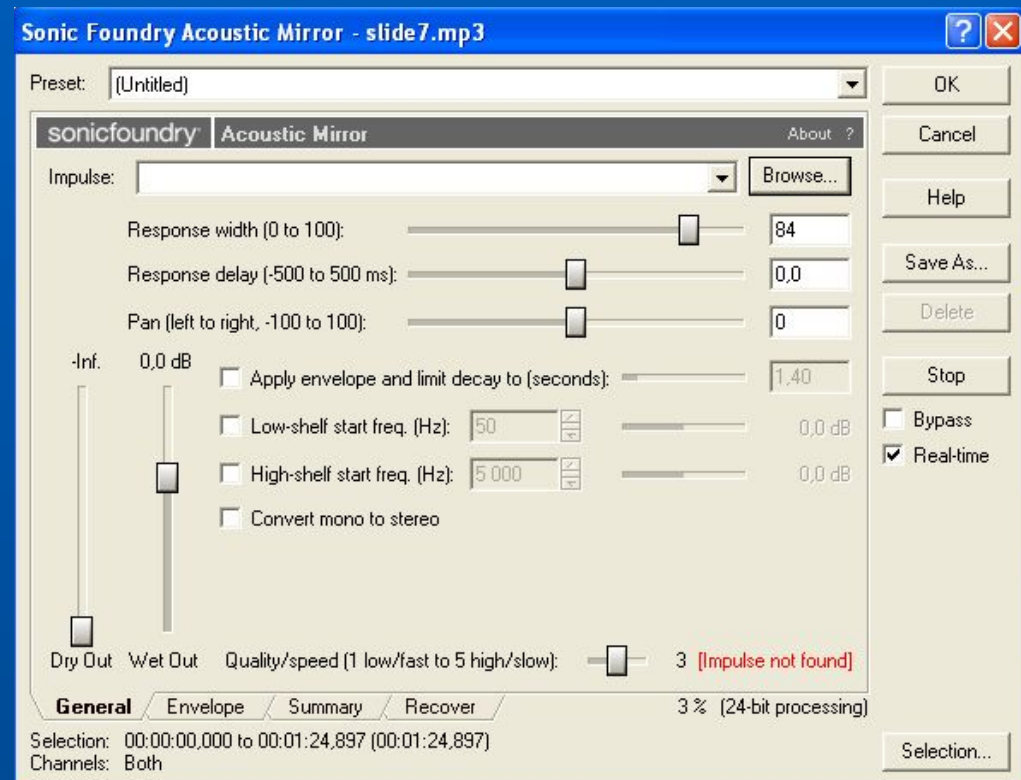 Sonic Foundry Acoustic Mirror - slide7.mp3
Preset: (Untitled)
OK
sonicfoundry Acoustic Mirror About ?
Cancel
Impulse: Browse...
Help
Response width (0 to 100): 84
Response delay (-500 to 500 ms): 0,0
Save As...
Pan (left to right, -100 to 100): 0
Delete
-Inf. 0,0 dB
Apply envelope and limit decay to (seconds): 1,40
Stop
Low-shelf start freq. (Hz): 50 0,0 dB
Bypass
High-shelf start freq. (Hz): 5 000 0,0 dB
Real-time
Convert mono to stereo
Dry Out Wet Out Quality/speed (1 low/fast to 5 high/slow): 3 [Impulse not found]
General Envelope Summary Recover 3 % (24-bit processing)
Selection: 00:00:00,000 to 00:01:24,897 (00:01:24,897)
Channels: Both
Selection...